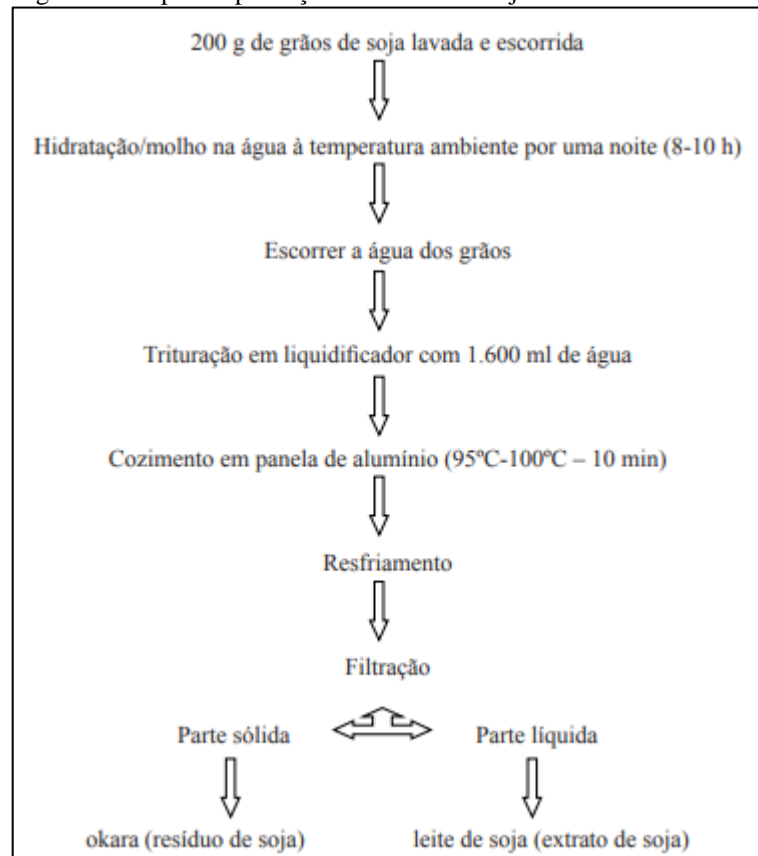 200 g de grãos de soja lavada e escorrida
Hidratação/molho na água à temperatura ambiente por uma noite (8-10 h)
Escorrer a água dos grãos
Trituração em liquidificador com 1.600 ml de água
Cozimento em panela de alumínio (95ºC-100ºC – 10 min)
Resfriamento
Filtração
Parte sólida
Parte líquida
okara (resíduo de soja)
leite de soja (extrato de soja)